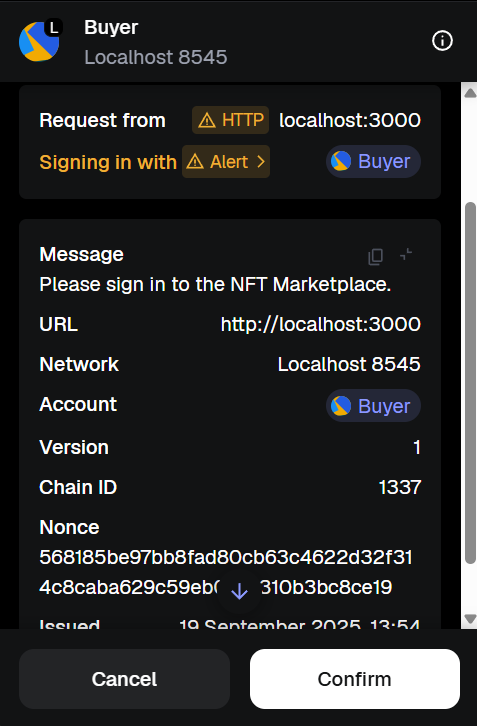 L
Buyer
Localhost 8545
Request from HTTP localhost:3000
Signing in with Alert > Buyer
Message
Please sign in to the NFT Marketplace.
URL http://localhost:3000
Network Localhost 8545
Account Buyer
Version 1
Chain ID 1337
Nonce
568185be97bb8fad80cb63c4622d32f31
4c8caba629c59eb 310b3bc8ce19
Issued 19 September 2025, 13:54
Cancel Confirm